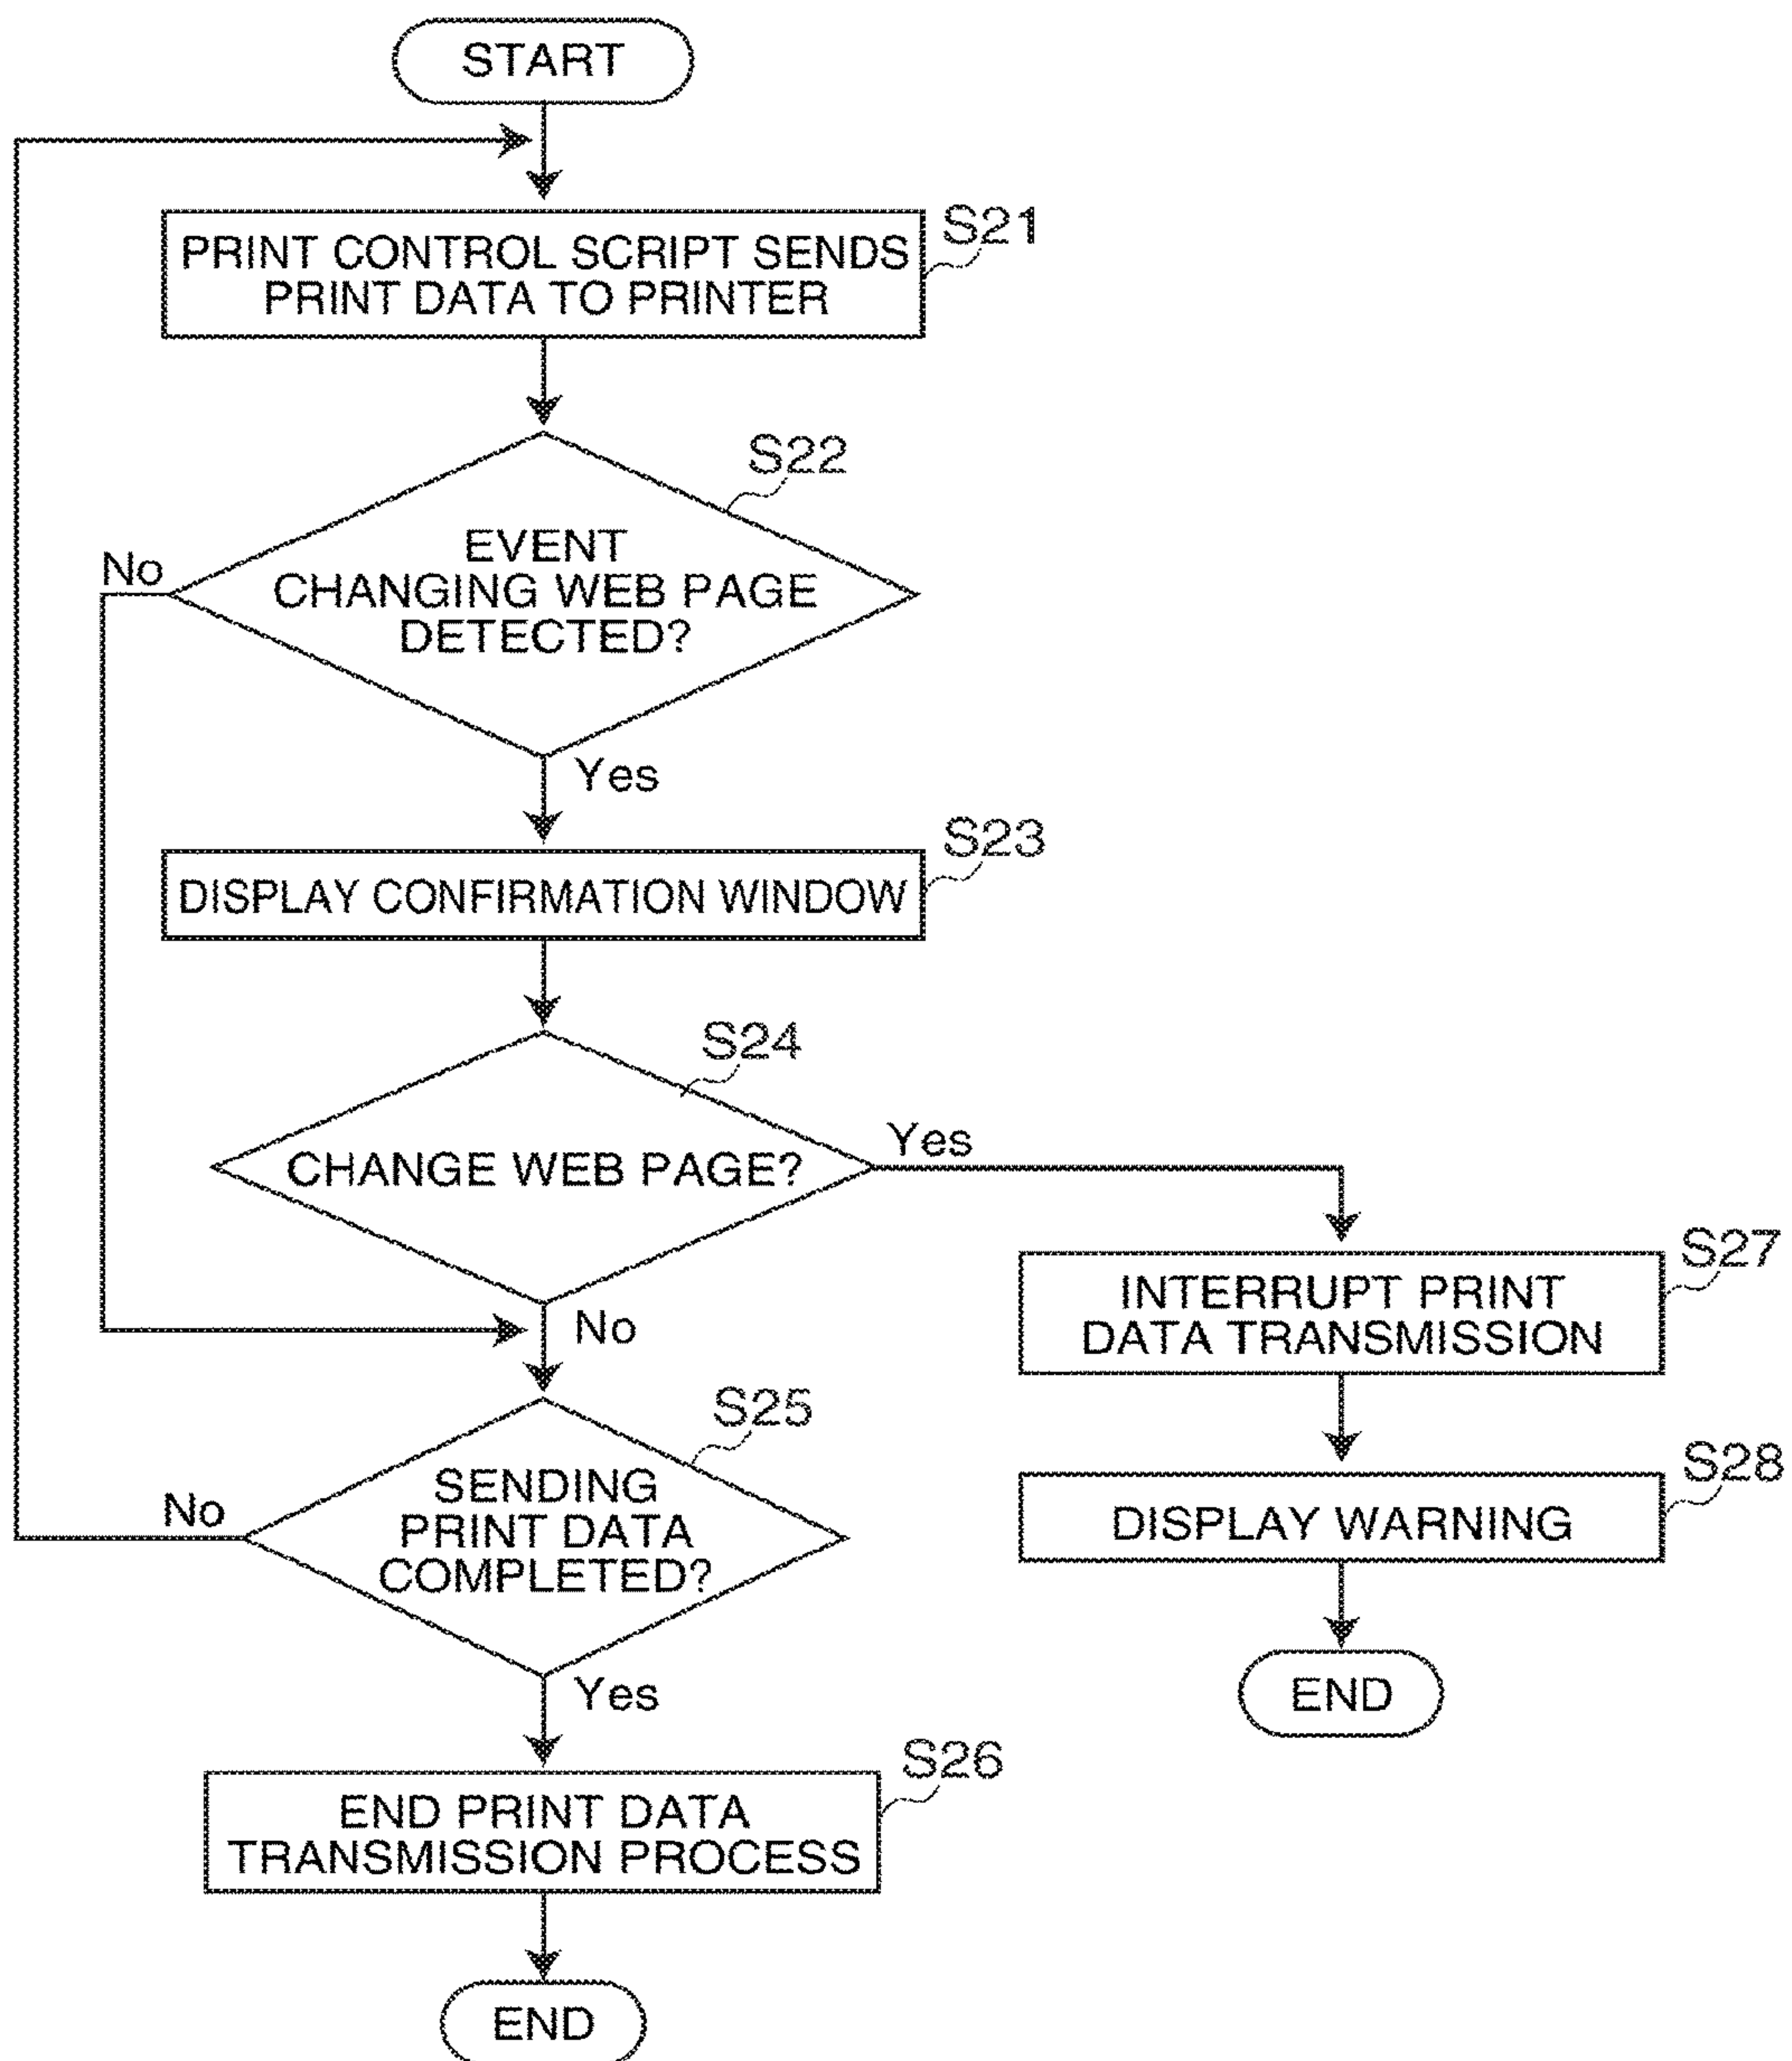 START
S21
PRINT CONTROL SCRIPT SENDS
PRINT DATA TO PRINTER
S22
EVENT
CHANGING WEB PAGE
DETECTED?
No
Yes
S23
DISPLAY CONFIRMATION WINDOW
S24
CHANGE WEB PAGE?
Yes
No
S27
INTERRUPT PRINT
DATA TRANSMISSION
S25
SENDING
PRINT DATA
COMPLETED?
No
Yes
S28
DISPLAY WARNING
END
S26
END PRINT DATA
TRANSMISSION PROCESS
END